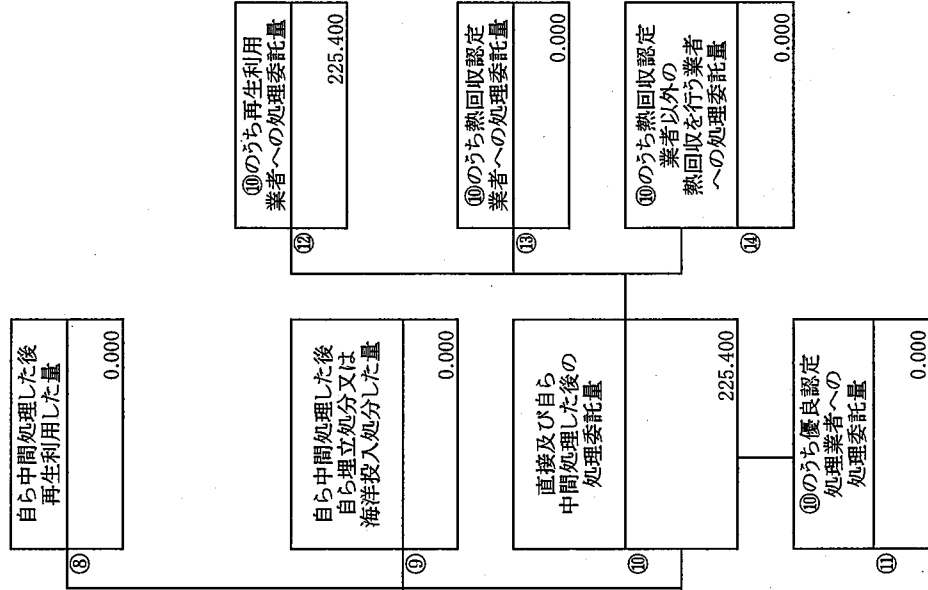 ⑧
自ら中間処理した後
再生利用した量
0.000
⑨
自ら中間処理した後
自ら埋立処分又は
海洋投入処分した量
0.000
⑩
直接及び自ら
中間処理した後の
処理委託量
225.400
⑪
⑩のうち優良認定
処理業者への
処理委託量
0.000
⑫
⑩のうち再生利用
業者への処理委託量
225.400
⑬
⑩のうち熱回収認定
業者への処理委託量
0.000
⑭
⑩のうち熱回収認定
業者以外の
熱回収を行う業者
への処理委託量
0.000